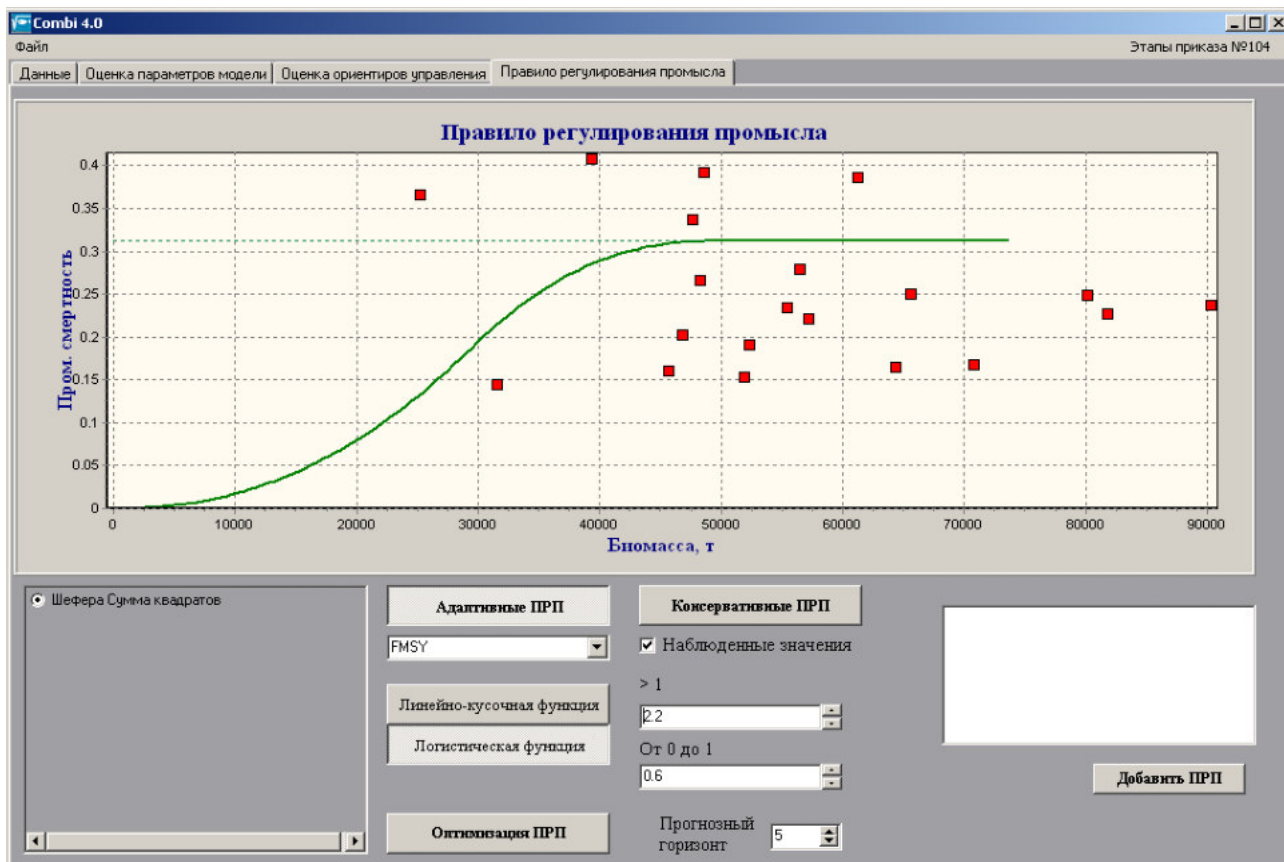 Combi 4.0
Файл
Этапы приказа №104
Данные
Оценка параметров модели
Оценка ориентиров управления
Правило регулирования промысла
Правило регулирования промысла
Пром. смертность
0.4
0.35
0.3
0.25
0.2
0.15
0.1
0.05
0
0 10000 20000 30000 40000 50000 60000 70000 80000 90000
Биомасса, т
Шефера Сумма квадратов
Адаптивные ПРП
FMSY
Линейно-кусочная функция
Логистическая функция
Оптимизация ПРП
Консервативные ПРП
Наблюденные значения
> 1
2.2
От 0 до 1
0.6
Прогнозный
горизонт
5
Добавить ПРП